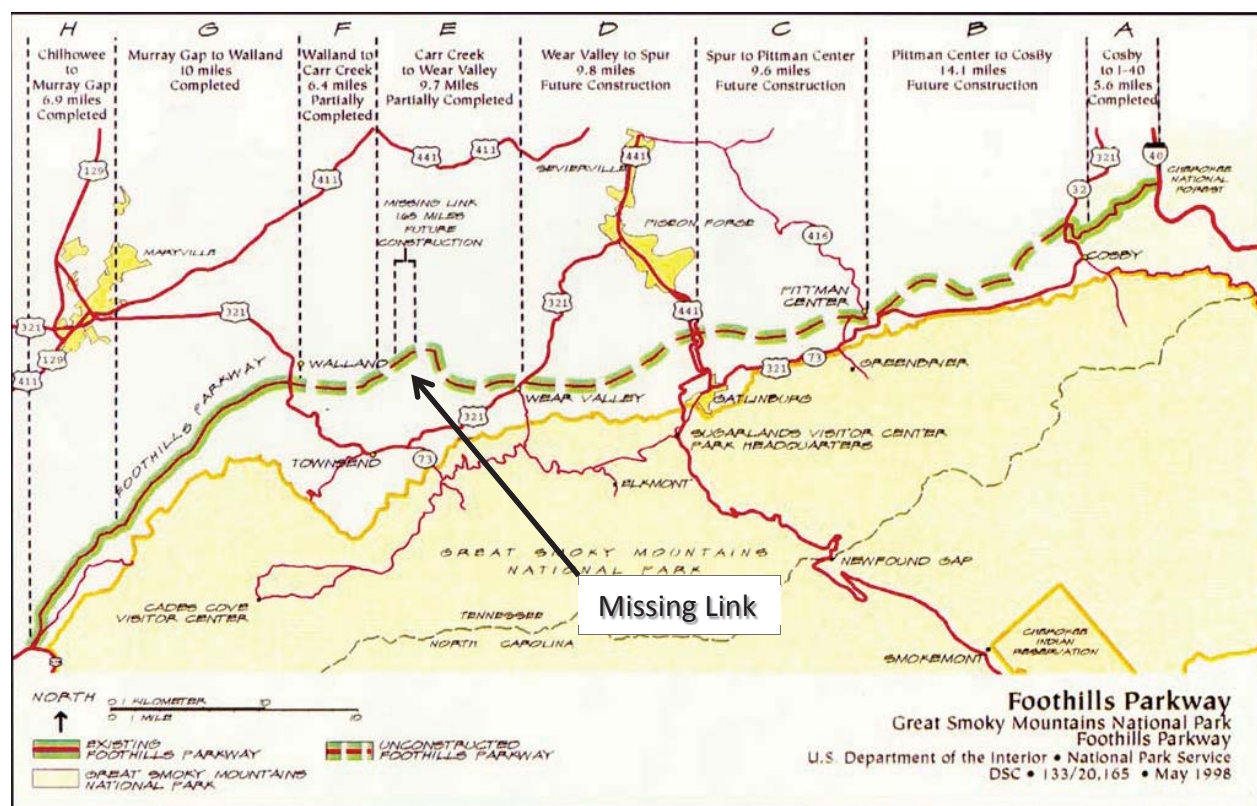 H G F E D C B A
Chilhowee
to
Murray Gap
6.9 miles
Completed
Murray Gap to Walland
10 miles
Completed
Walland to
Carr Creek
6.4 miles
Partially
Completed
Carr Creek
to Wear Valley
9.7 Miles
Partially Completed
Wear Valley to Spur
9.8 miles
Future Construction
Spur to Pittman Center
9.6 miles
Future Construction
Pittman Center to CosBy
14.1 miles
Future Construction
Cosby
to I-40
5.6 miles
Completed
129
411
441
411
SEVIERVILLE
441
321
40
CHEROKEE
NATIONAL
FOREST
32
MISSING LINK
1.65 MILES
FUTURE
CONSTRUCTION
PIGEON FORGE
416
MARYVILLE
COSBY
PITTMAN
CENTER
321
321
321
441
129
411
WALLAND
321
73
GREENBRIER
FOOTHILLS PARKWAY
321
WEAR VALLEY
GATLINBURG
SUGARLANDS VISITOR CENTER
PARK HEADQUARTERS
TOWNSEND
73
ELKMONT
GREAT SMOKY MOUNTAINS
NATIONAL PARK
NEWFOUND GAP
CADES COVE
VISITOR CENTER
Missing Link
TENNESSEE
NORTH CAROLINA
CHEROKEE
INDIAN
RESERVATION
SMOKEMONT
NORTH
0 1 KILOMETER 10
0 1 MILE 10
EXISTING
FOOTHILLS PARKWAY
UNCONSTRUCTED
FOOTHILLS PARKWAY
GREAT SMOKY MOUNTAINS
NATIONAL PARK
Foothills Parkway
Great Smoky Mountains National Park
Foothills Parkway
U.S. Department of the Interior • National Park Service
DSC • 133/20,165 • May 1998